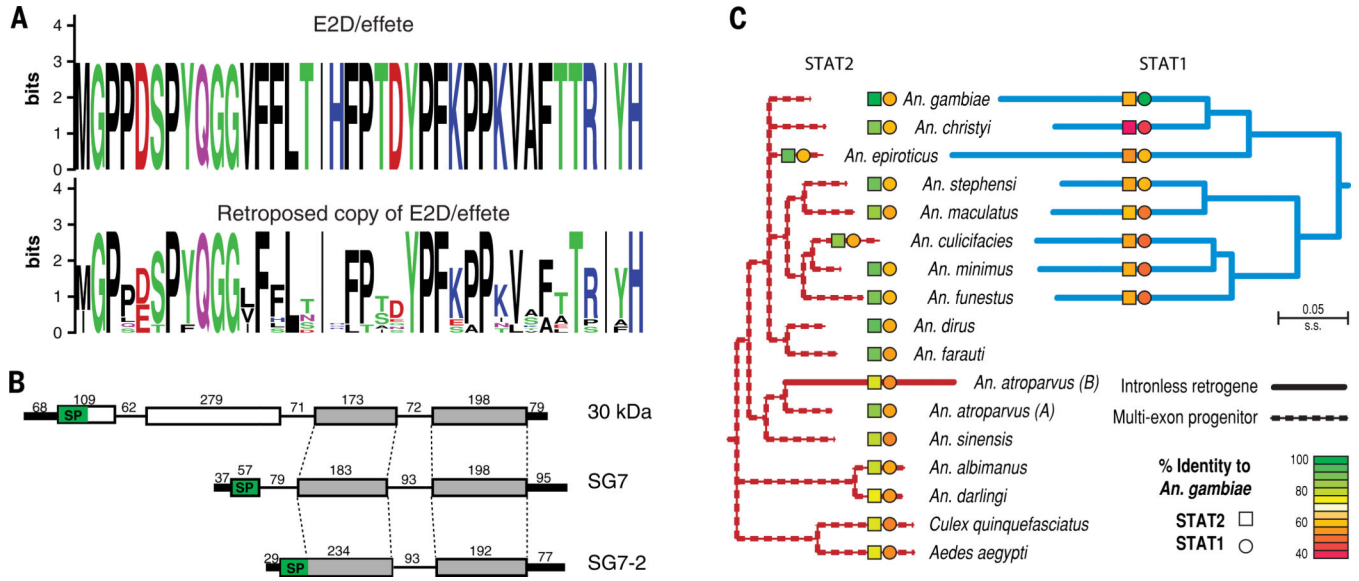 A
E2D/effete
4
3
2
1
0
bits
MGPPDSPYQGGVFFLTIHFPTDYPFKPPKVAFTTRIYH
Retroposed copy of E2D/effete
4
3
2
1
0
bits
B
68
SP
109
62
279
71
173
72
198
79
30 kDa
37
57
SP
79
183
93
198
95
SG7
29
SP
234
93
192
77
SG7-2
C
STAT2
STAT1
An. gambiae
An. christyi
An. epiroticus
An. stephensi
An. maculatus
An. culicifacies
An. minimus
An. funestus
An. dirus
An. farauti
An. atroparvus (B)
An. atroparvus (A)
An. sinensis
An. albimanus
An. darlingi
Culex quinquefasciatus
Aedes aegypti
0.05
s.s.
Intronless retrogene
Multi-exon progenitor
% Identity to
An. gambiae
STAT2
STAT1
100
80
60
40